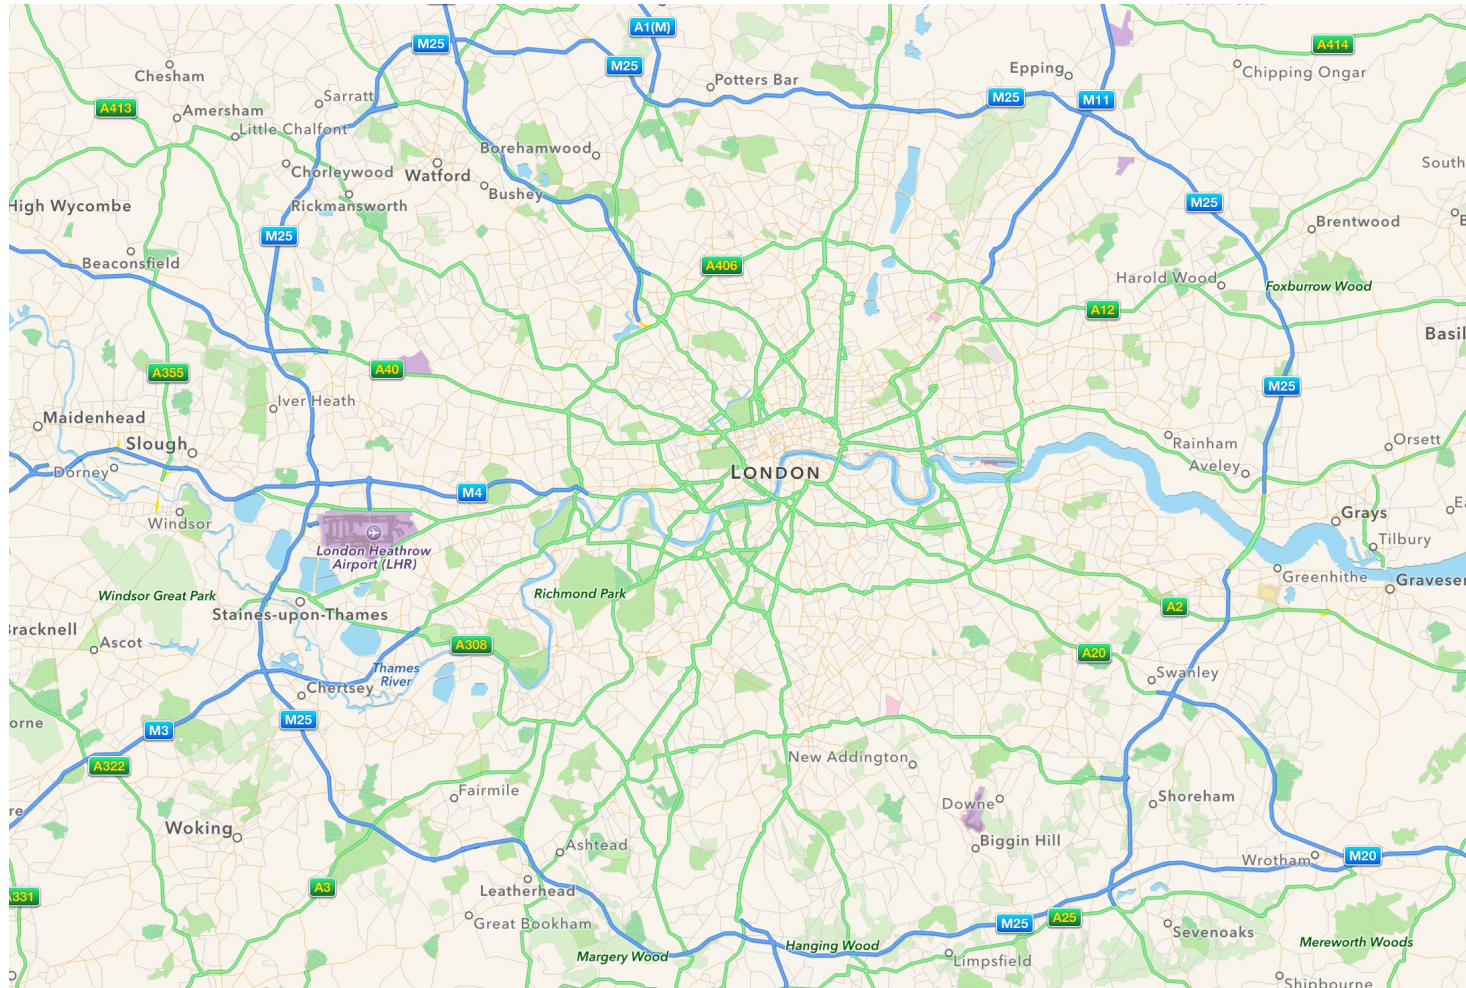 A1(M)
M25
A414
M25
Chesham
Epping
Chipping Ongar
Potters Bar
Sarratt
M25
M11
A413
Amersham
Little Chalfont
Borehamwood
South
Chorleywood
Watford
Bushey
Rickmansworth
High Wycombe
M25
Brentwood
M25
A406
Beaconsfield
Harold Wood
Foxburrow Wood
A12
Basil
A40
A355
M25
Iver Heath
Maidenhead
Slough
Rainham
Orsett
Dorney
LONDON
Aveley
M4
Windsor
Grays
London Heathrow
Airport (LHR)
Tilbury
Greenhithe
Gravesen
Windsor Great Park
Richmond Park
A2
Staines-upon-Thames
Bracknell
Ascot
A308
A20
Thames
River
Swanley
Chertsey
orne
M3
M25
New Addington
A322
Fairmile
Downe
Shoreham
re
Woking
Biggin Hill
Ashtead
Wrotham
M20
A331
A3
Leatherhead
Great Bookham
M25
A25
Sevenoaks
Hanging Wood
Mereworth Woods
Margery Wood
Limpsfield
Shipbourne